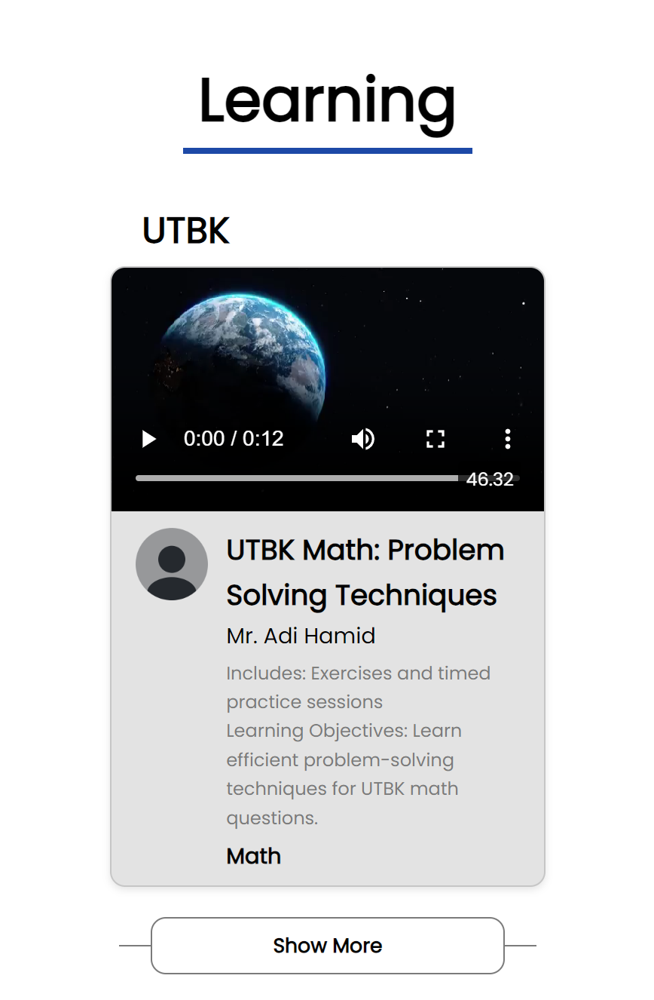 Learning
UTBK
0:00 / 0:12
46.32
UTBK Math: Problem
Solving Techniques
Mr. Adi Hamid
Includes: Exercises and timed
practice sessions
Learning Objectives: Learn
efficient problem-solving
techniques for UTBK math
questions.
Math
Show More